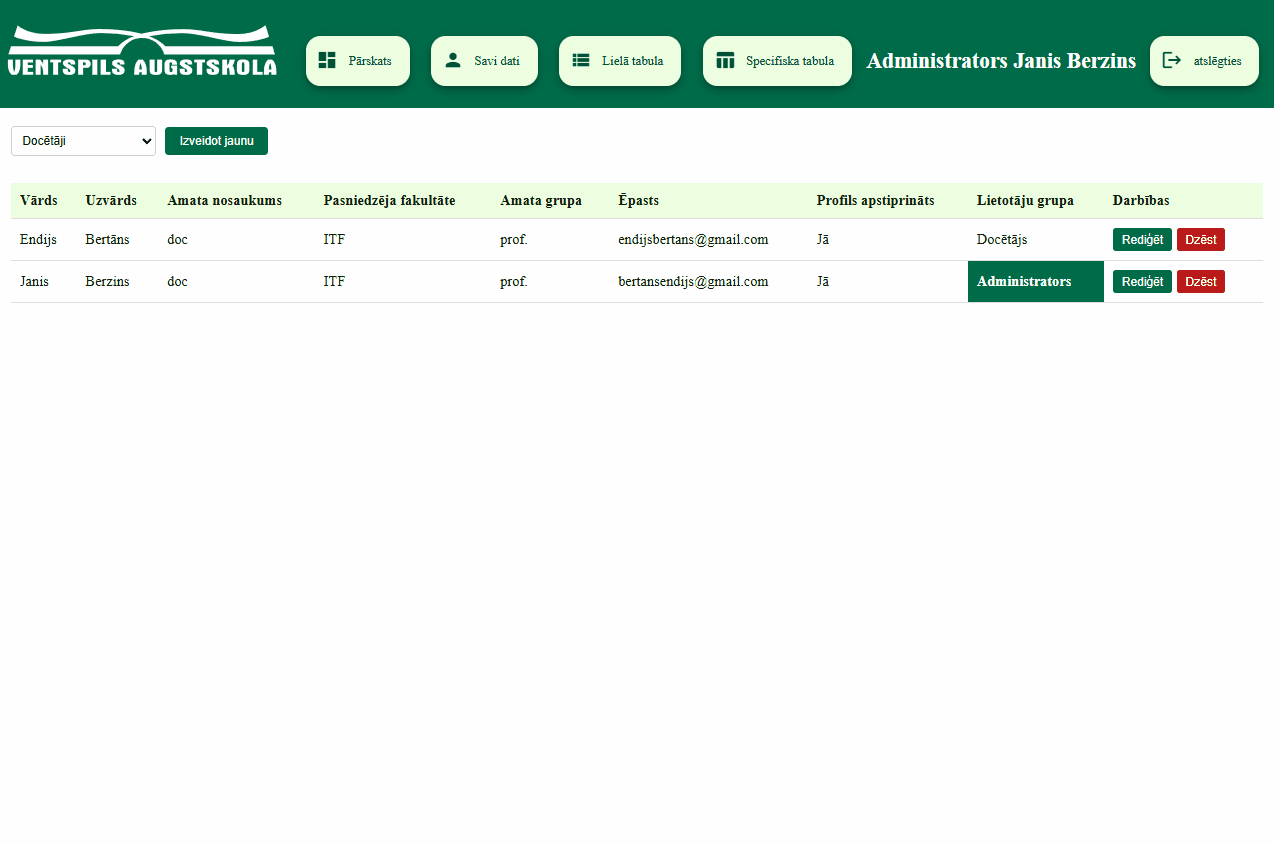 VENTSPILS AUGSTSKOLA
Pārskats Savi dati Lielā tabula Specifiska tabula Administrators Janis Berzins atslēgties
Docētāji Izveidot jaunu
Vārds Uzvārds Amata nosaukums Pasniedzēja fakultāte Amata grupa Ēpasts Profils apstiprināts Lietotāju grupa Darbības
Endijs Bertāns doc ITF prof. endijsbertans@gmail.com Jā Docētājs Rediģēt Dzēst
Janis Berzins doc ITF prof. bertansendijs@gmail.com Jā Administrators Rediģēt Dzēst